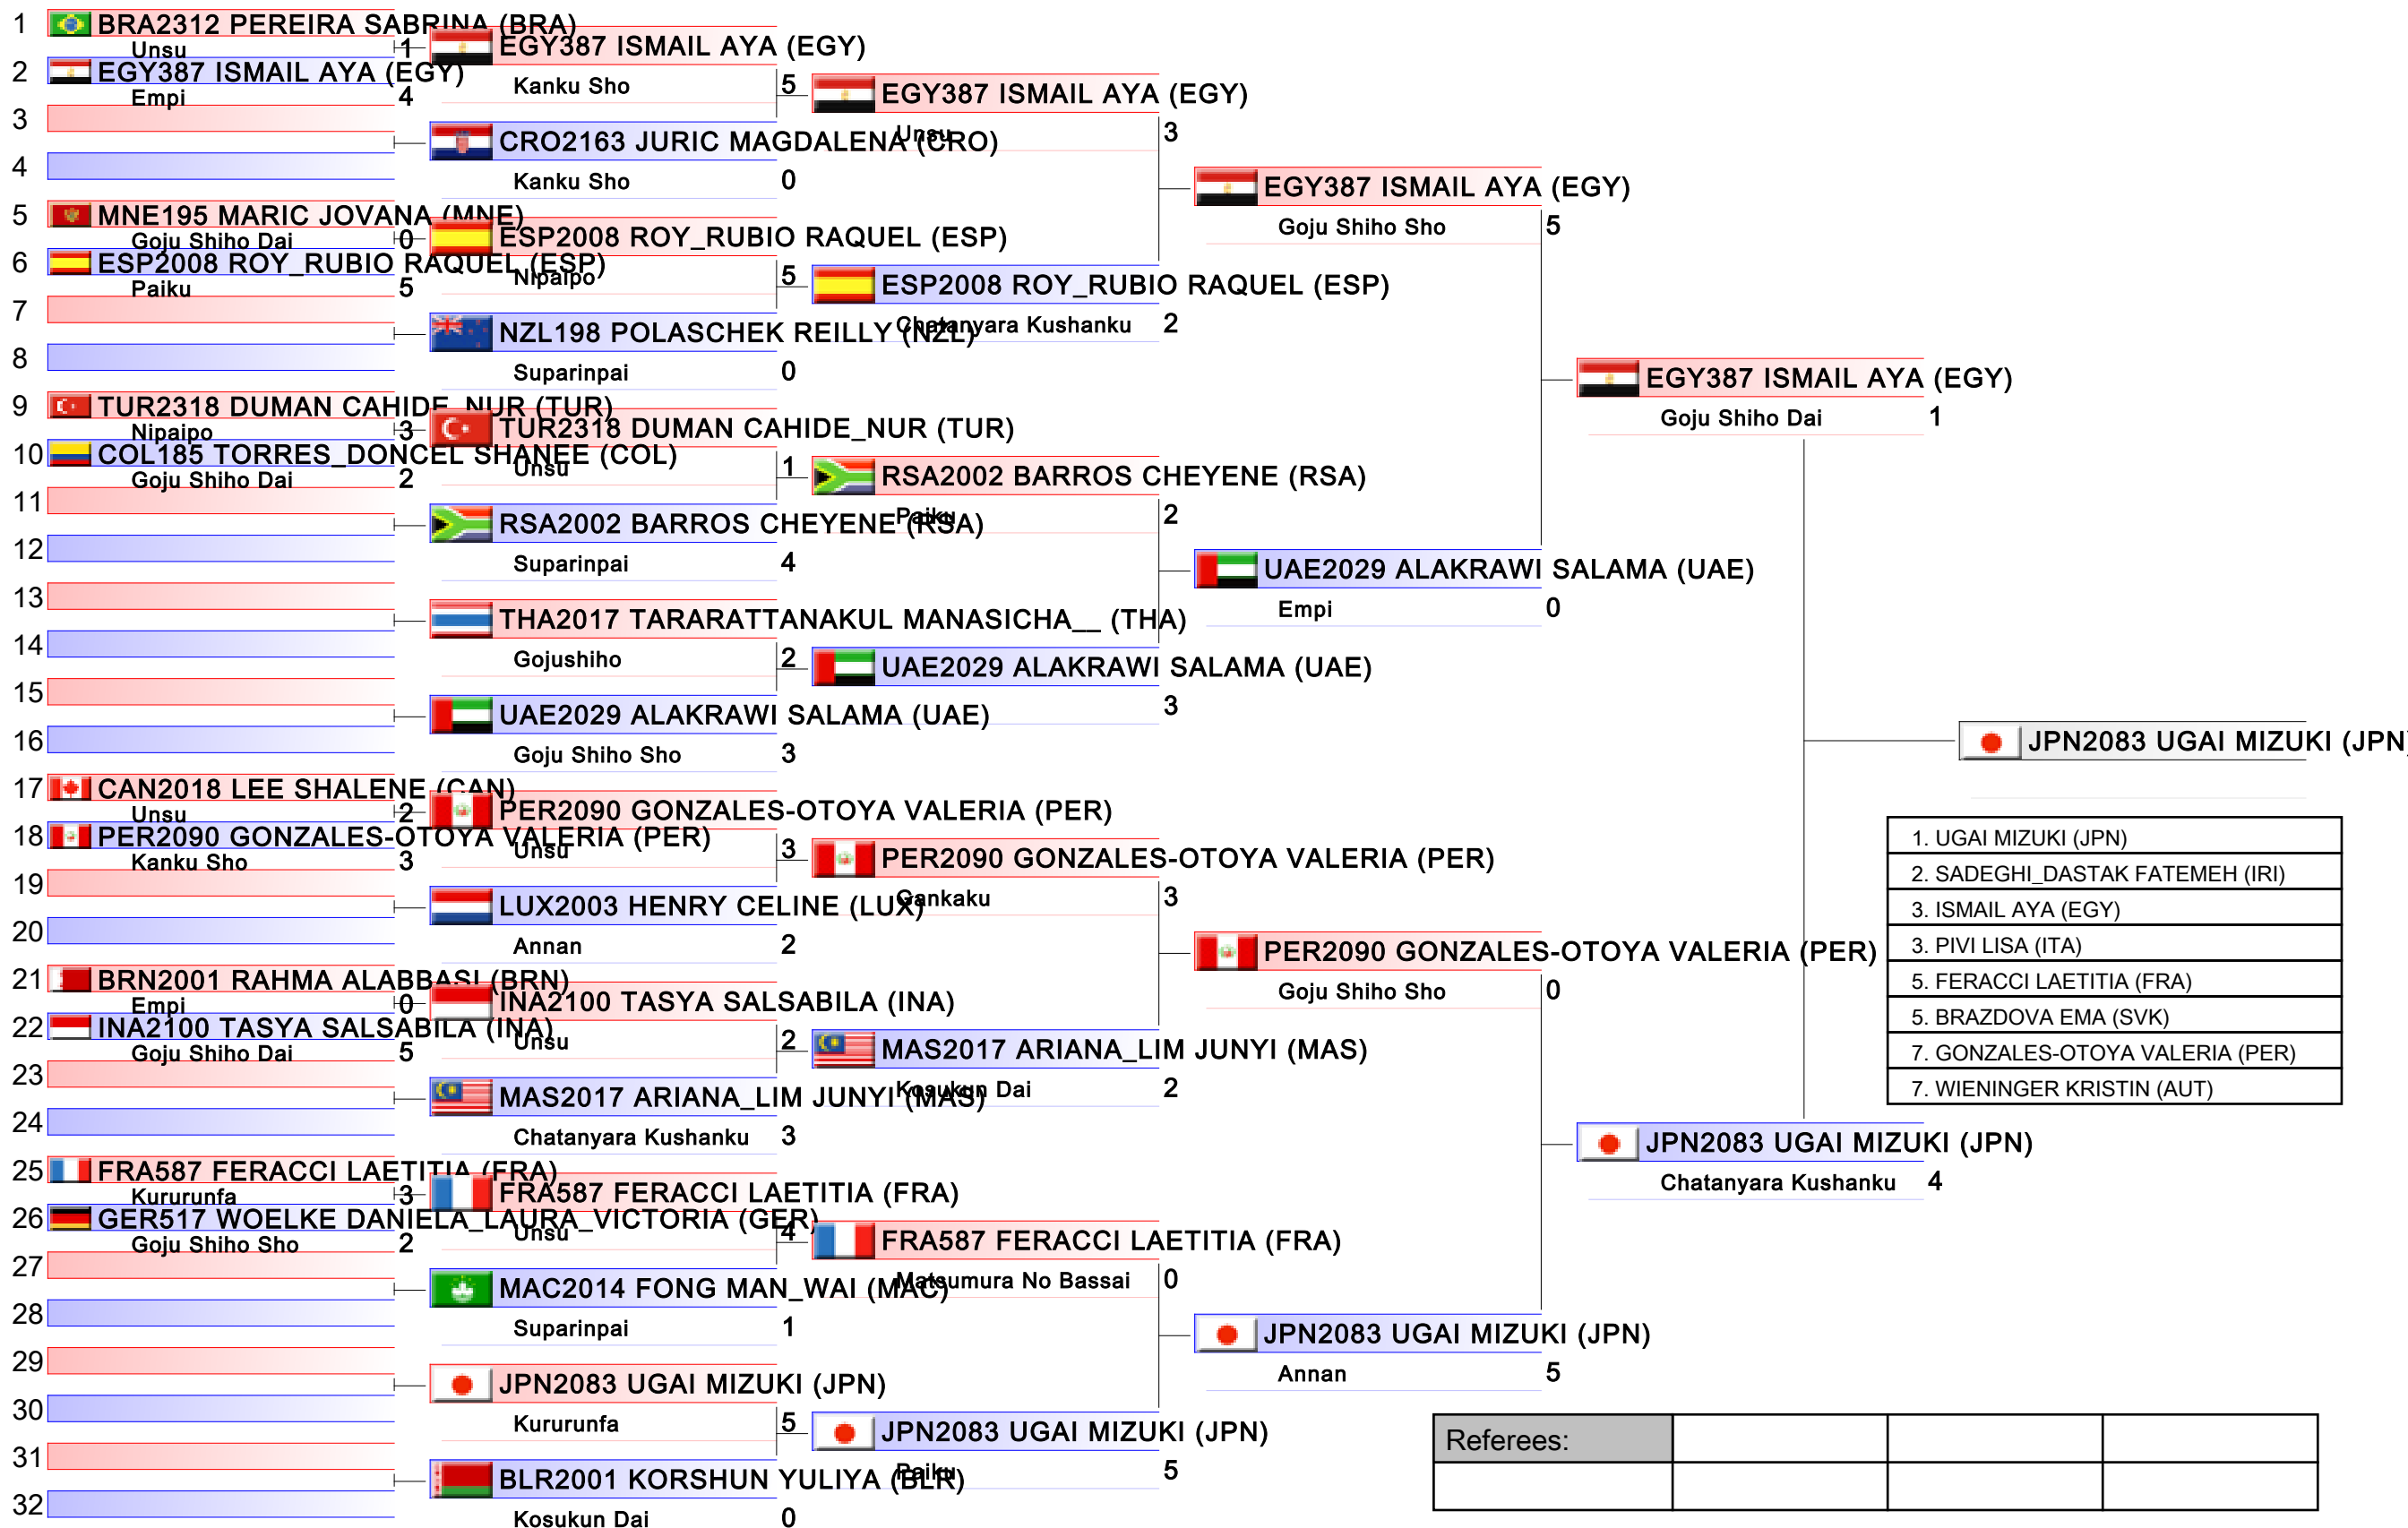 1 BRA2312 PEREIRA SABRINA (BRA)
Unsu 1
2 EGY387 ISMAIL AYA (EGY)
Empi 4
3
4
5 MNE195 MARIC JOVANA (MNE)
Goju Shiho Dai 0
6 ESP2008 ROY_RUBIO RAQUEL (ESP)
Paiku 5
7
8
9 TUR2318 DUMAN CAHIDE_NUR (TUR)
Nipaipo 3
10 COL185 TORRES_DONCEL SHANEE (COL)
Goju Shiho Dai 2
11
12
13
14
15
16
17 CAN2018 LEE SHALENE (CAN)
Unsu 2
18 PER2090 GONZALES-OTOYA VALERIA (PER)
Kanku Sho 3
19
20
21 BRN2001 RAHMA ALABBASI (BRN)
Empi 0
22 INA2100 TASYA SALSABILA (INA)
Goju Shiho Dai 5
23
24
25 FRA587 FERACCI LAETITIA (FRA)
Kururunfa 3
26 GER517 WOELKE DANIELA_LAURA_VICTORIA (GER)
Goju Shiho Sho 2
27
28
29
30
31
32
EGY387 ISMAIL AYA (EGY)
Kanku Sho 5
CRO2163 JURIC MAGDALENA (CRO)
Kanku Sho 0
ESP2008 ROY_RUBIO RAQUEL (ESP)
Nipaipo 5
NZL198 POLASCHEK REILLY (NZL)
Suparinpai 0
TUR2318 DUMAN CAHIDE_NUR (TUR)
Unsu 1
RSA2002 BARROS CHEYENE (RSA)
Suparinpai 4
THA2017 TARARATTANAKUL MANASICHA__ (THA)
Gojushiho 2
UAE2029 ALAKRAWI SALAMA (UAE)
Goju Shiho Sho 3
PER2090 GONZALES-OTOYA VALERIA (PER)
Unsu 3
LUX2003 HENRY CELINE (LUX)
Annan 2
INA2100 TASYA SALSABILA (INA)
Unsu 2
MAS2017 ARIANA_LIM JUNYI (MAS)
Chatanyara Kushanku 3
FRA587 FERACCI LAETITIA (FRA)
Unsu 4
MAC2014 FONG MAN_WAI (MAC)
Suparinpai 1
JPN2083 UGAI MIZUKI (JPN)
Kururunfa 5
BLR2001 KORSHUN YULIYA (BLR)
Kosukun Dai 0
EGY387 ISMAIL AYA (EGY)
Unsu 3
ESP2008 ROY_RUBIO RAQUEL (ESP)
Chatanyara Kushanku 2
RSA2002 BARROS CHEYENE (RSA)
Paiku 2
UAE2029 ALAKRAWI SALAMA (UAE)
3
PER2090 GONZALES-OTOYA VALERIA (PER)
Gankaku 3
MAS2017 ARIANA_LIM JUNYI (MAS)
Kosukun Dai 2
FRA587 FERACCI LAETITIA (FRA)
Matsumura No Bassai 0
JPN2083 UGAI MIZUKI (JPN)
Paiku 5
EGY387 ISMAIL AYA (EGY)
Goju Shiho Sho 5
UAE2029 ALAKRAWI SALAMA (UAE)
Empi 0
PER2090 GONZALES-OTOYA VALERIA (PER)
Goju Shiho Sho 0
JPN2083 UGAI MIZUKI (JPN)
Annan 5
EGY387 ISMAIL AYA (EGY)
Goju Shiho Dai 1
JPN2083 UGAI MIZUKI (JPN)
Chatanyara Kushanku 4
JPN2083 UGAI MIZUKI (JPN)
1. UGAI MIZUKI (JPN)
2. SADEGHI_DASTAK FATEMEH (IRI)
3. ISMAIL AYA (EGY)
3. PIVI LISA (ITA)
5. FERACCI LAETITIA (FRA)
5. BRAZDOVA EMA (SVK)
7. GONZALES-OTOYA VALERIA (PER)
7. WIENINGER KRISTIN (AUT)
Referees: